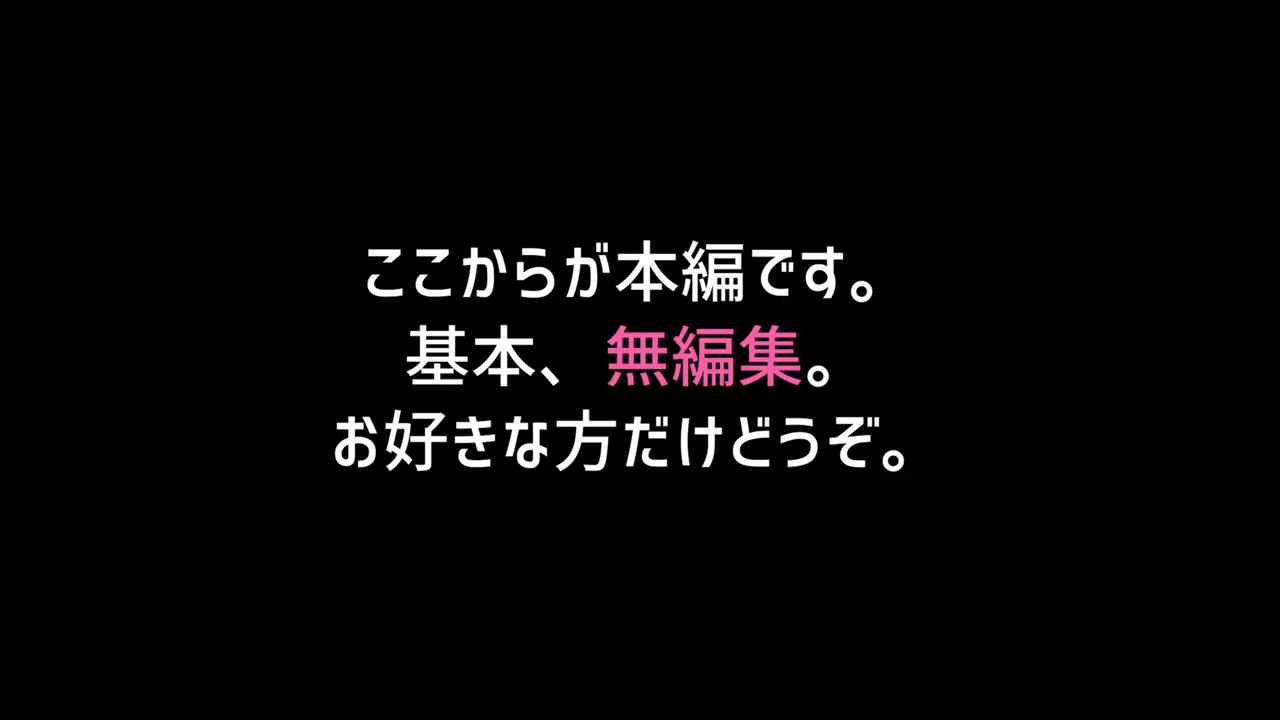 ここからが本編です。
基本、無編集。
お好きな方だけどうぞ。